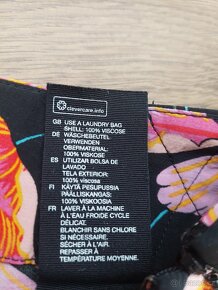 clevercare.info
GB USE A LAUNDRY BAG
SHELL: 100% VISCOSE
DE WÄSCHEBEUTEL
VERWENDEN
OBERMATERIAL:
100% VISKOSE
ES UTILIZAR BOLSA DE
LAVADO
TELA EXTERIOR:
100% viscose
FI KÄYTÄ PESUPUSSIA
PÄÄLLISKANGAS:
100% VISKOOSIA
FR LAVER À LA MACHINE
À L'EAU FROIDE CYCLE
DÉLICAT.
BLANCHIR SANS CHLORE
SI NÉCESSAIRE.
SÉCHER À L'AIR.
REPASSER À
TEMPÉRATURE MOYENNE.